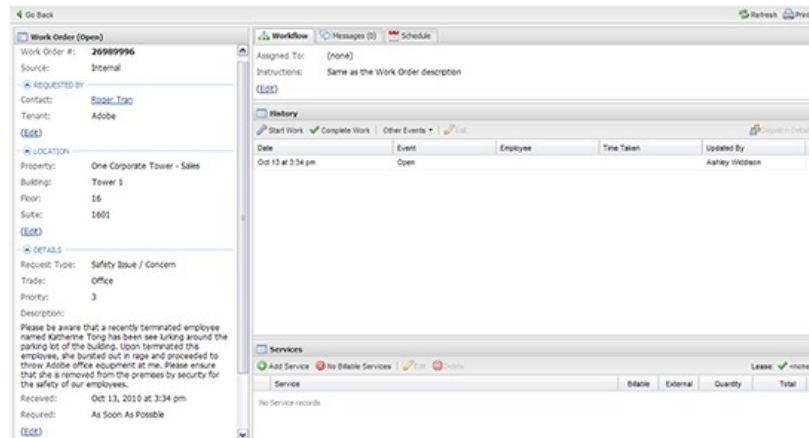 Go Back
Refresh Print
Work Order (Open)
Work Order #: 26989996
Source: Internal
REQUESTED BY
Contact: Roper Tran
Tenant: Adobe
(Edit)
LOCATION
Property: One Corporate Tower - Sales
Building: Tower 1
Floor: 16
Suite: 1601
(Edit)
DETAILS
Request Type: Safety Issue / Concern
Trade: Office
Priority: 3
Description:
Please be aware that a recently terminated employee
named Katherine Tong has been see lurking around the
parking lot of the building. Upon terminated this
employee, she bursted out in rage and proceeded to
throw Adobe office equipment at me. Please ensure
that she is removed from the premises by security for
the safety of our employees.
Received: Oct 13, 2010 at 3:34 pm
Required: As Soon As Possible
(Edit)
Workflow Messages (0) Schedule
Assigned To: (none)
Instructions: Same as the Work Order description
(Edit)
History
Start Work Complete Work Other Events Edit Dispatch
Date Event Employee Time Taken Updated By
Oct 13 at 3:34 pm Open Ashley Widdison
Services
Add Service No Billable Services Edit Delete Lease:
Service Billable External Quantity Total
No Service records